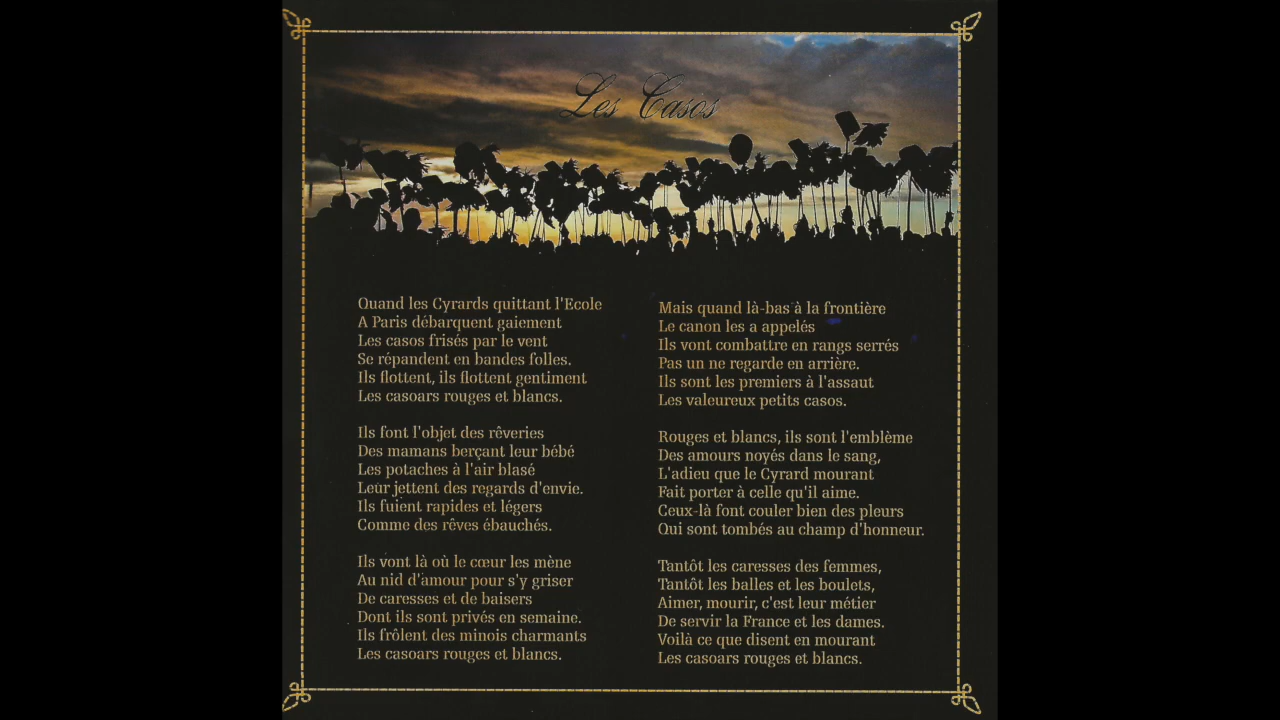 Les Casos
Quand les Cyrards quittant l'Ecole
A Paris débarquent gaiement
Les casos frisés par le vent
Se répandent en bandes folles.
Ils flottent, ils flottent gentiment
Les casoars rouges et blancs.
Ils font l'objet des rêveries
Des mamans berçant leur bébé
Les potaches à l'air blasé
Leur jettent des regards d'envie.
Ils fuient rapides et légers
Comme des rêves ébauchés.
Ils vont là où le cœur les mène
Au nid d'amour pour s'y griser
De caresses et de baisers
Dont ils sont privés en semaine.
Ils frôlent des minois charmants
Les casoars rouges et blancs.
Mais quand là-bas à la frontière
Le canon les a appelés
Ils vont combattre en rangs serrés
Pas un ne regarde en arrière.
Ils sont les premiers à l'assaut
Les valeureux petits casos.
Rouges et blancs, ils sont l'emblème
Des amours noyés dans le sang,
L'adieu que le Cyrard mourant
Fait porter à celle qu'il aime.
Ceux-là font couler bien des pleurs
Qui sont tombés au champ d'honneur.
Tantôt les caresses des femmes,
Tantôt les balles et les boulets,
Aimer, mourir, c'est leur métier
De servir la France et les dames.
Voilà ce que disent en mourant
Les casoars rouges et blancs.